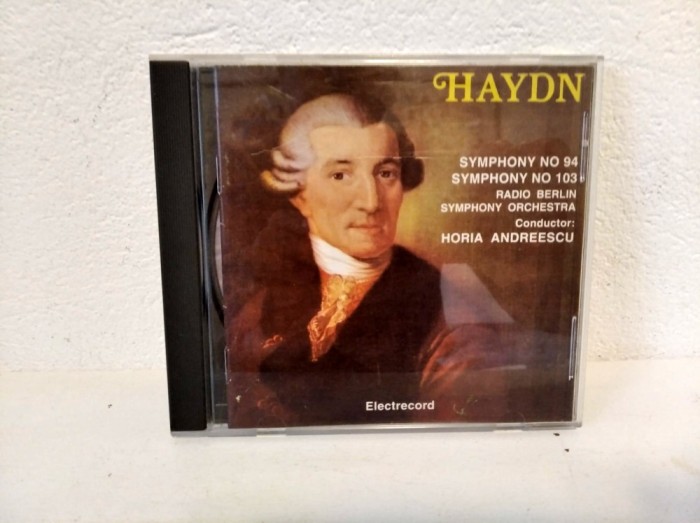 HAYDN
SYMPHONY NO 94
SYMPHONY NO 103
RADIO BERLIN
SYMPHONY ORCHESTRA
Conductor:
HORIA ANDREESCU
Electrecord